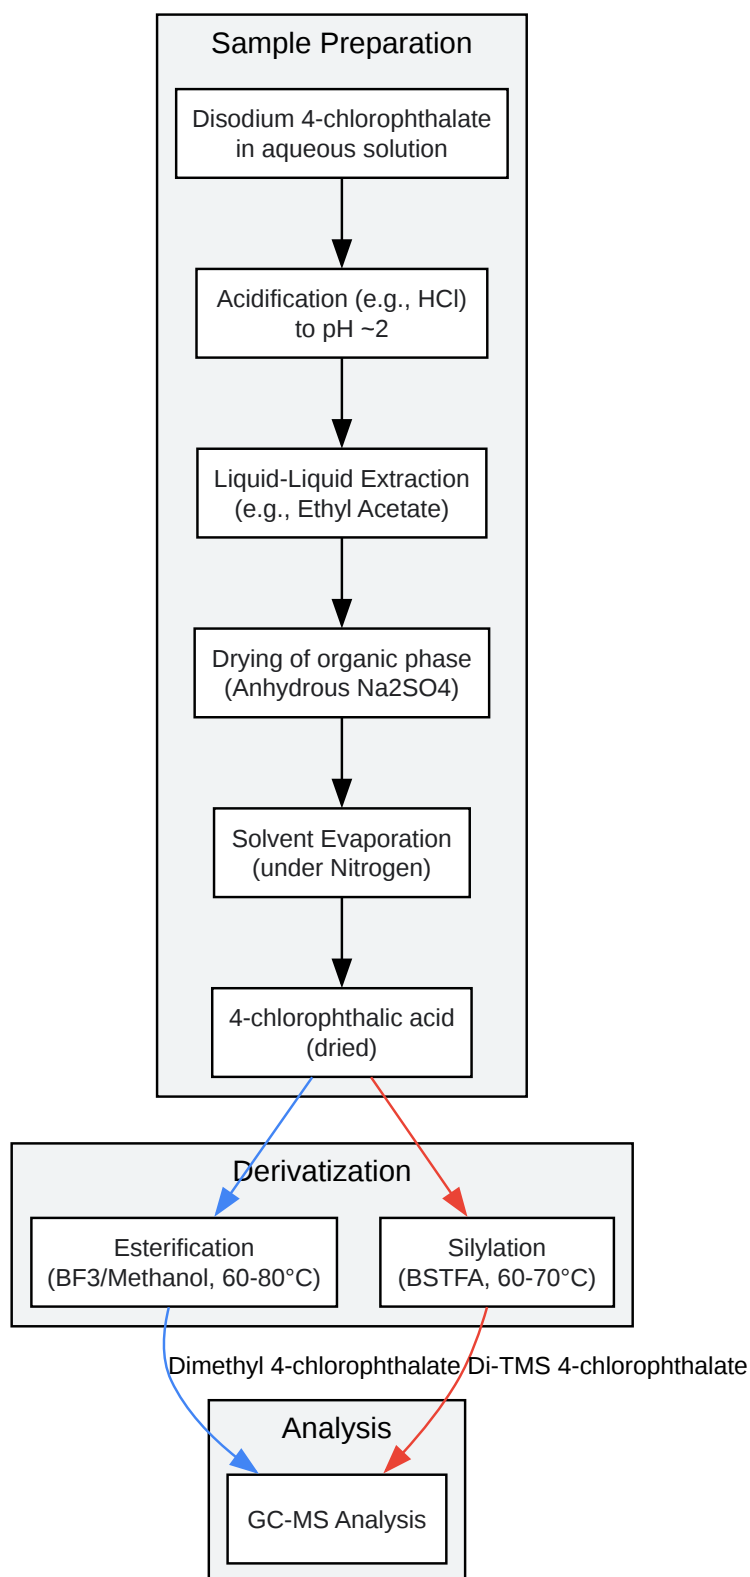 Sample Preparation
Disodium 4-chlorophthalate
in aqueous solution
Acidification (e.g., HCl)
to pH ~2
Liquid-Liquid Extraction
(e.g., Ethyl Acetate)
Drying of organic phase
(Anhydrous Na2SO4)
Solvent Evaporation
(under Nitrogen)
4-chlorophthalic acid
(dried)
Derivatization
Esterification
(BF3/Methanol, 60-80°C)
Silylation
(BSTFA, 60-70°C)
Dimethyl 4-chlorophthalate
Di-TMS 4-chlorophthalate
Analysis
GC-MS Analysis